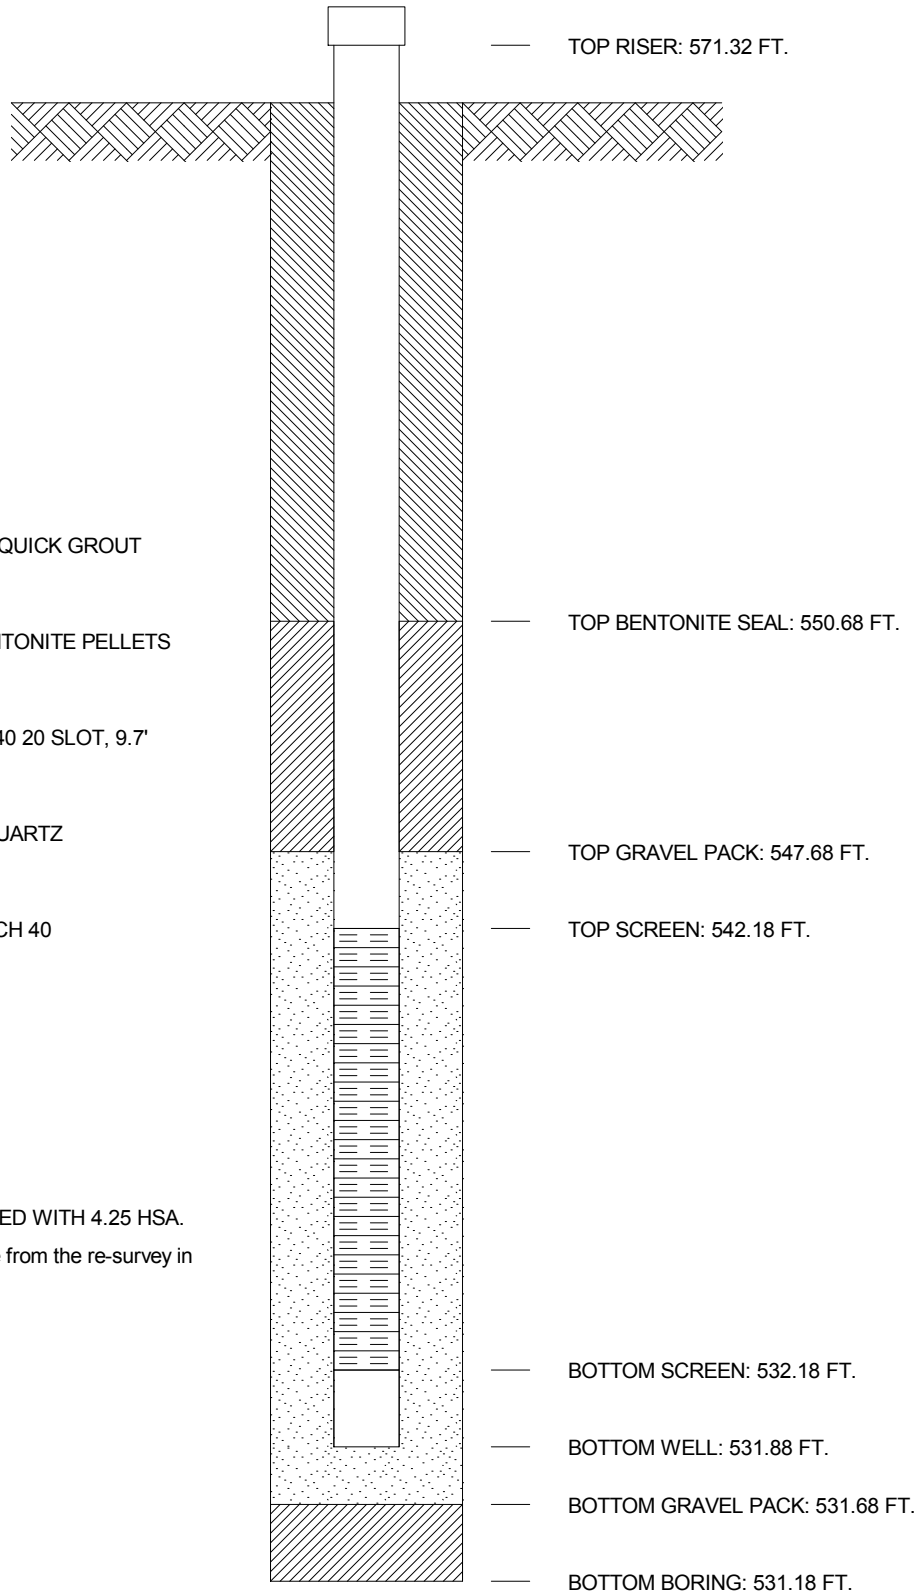 TOP RISER: 571.32 FT.
QUICK GROUT
TOP BENTONITE SEAL: 550.68 FT.
NTONITE PELLETS
40 20 SLOT, 9.7'
UARTZ
TOP GRAVEL PACK: 547.68 FT.
CH 40
TOP SCREEN: 542.18 FT.
ED WITH 4.25 HSA.
from the re-survey in
BOTTOM SCREEN: 532.18 FT.
BOTTOM WELL: 531.88 FT.
BOTTOM GRAVEL PACK: 531.68 FT.
BOTTOM BORING: 531.18 FT.